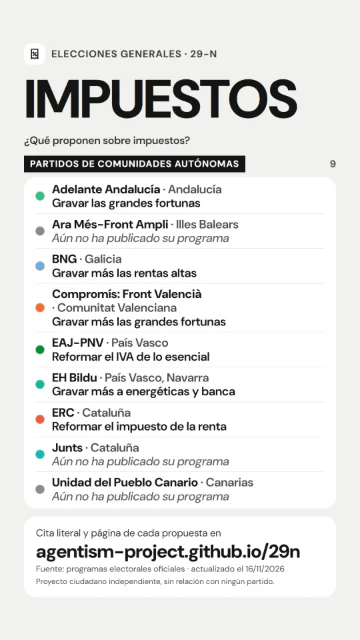 ELECCIONES GENERALES · 29-N
IMPUESTOS
¿Qué proponen sobre impuestos?
PARTIDOS DE COMUNIDADES AUTÓNOMAS 9
Adelante Andalucía · Andalucía
Gravar las grandes fortunas
Ara Més-Front Ampli · Illes Balears
Aún no ha publicado su programa
BNG · Galicia
Gravar más las rentas altas
Compromís: Front Valencià
· Comunitat Valenciana
Gravar más las grandes fortunas
EAJ-PNV · País Vasco
Reformar el IVA de lo esencial
EH Bildu · País Vasco, Navarra
Gravar más a energéticas y banca
ERC · Cataluña
Reformar el impuesto de la renta
Junts · Cataluña
Aún no ha publicado su programa
Unidad del Pueblo Canario · Canarias
Aún no ha publicado su programa
Cita literal y página de cada propuesta en
agentism-project.github.io/29n
Fuente: programas electorales oficiales · actualizado el 16/11/2026
Proyecto ciudadano independiente, sin relación con ningún partido.